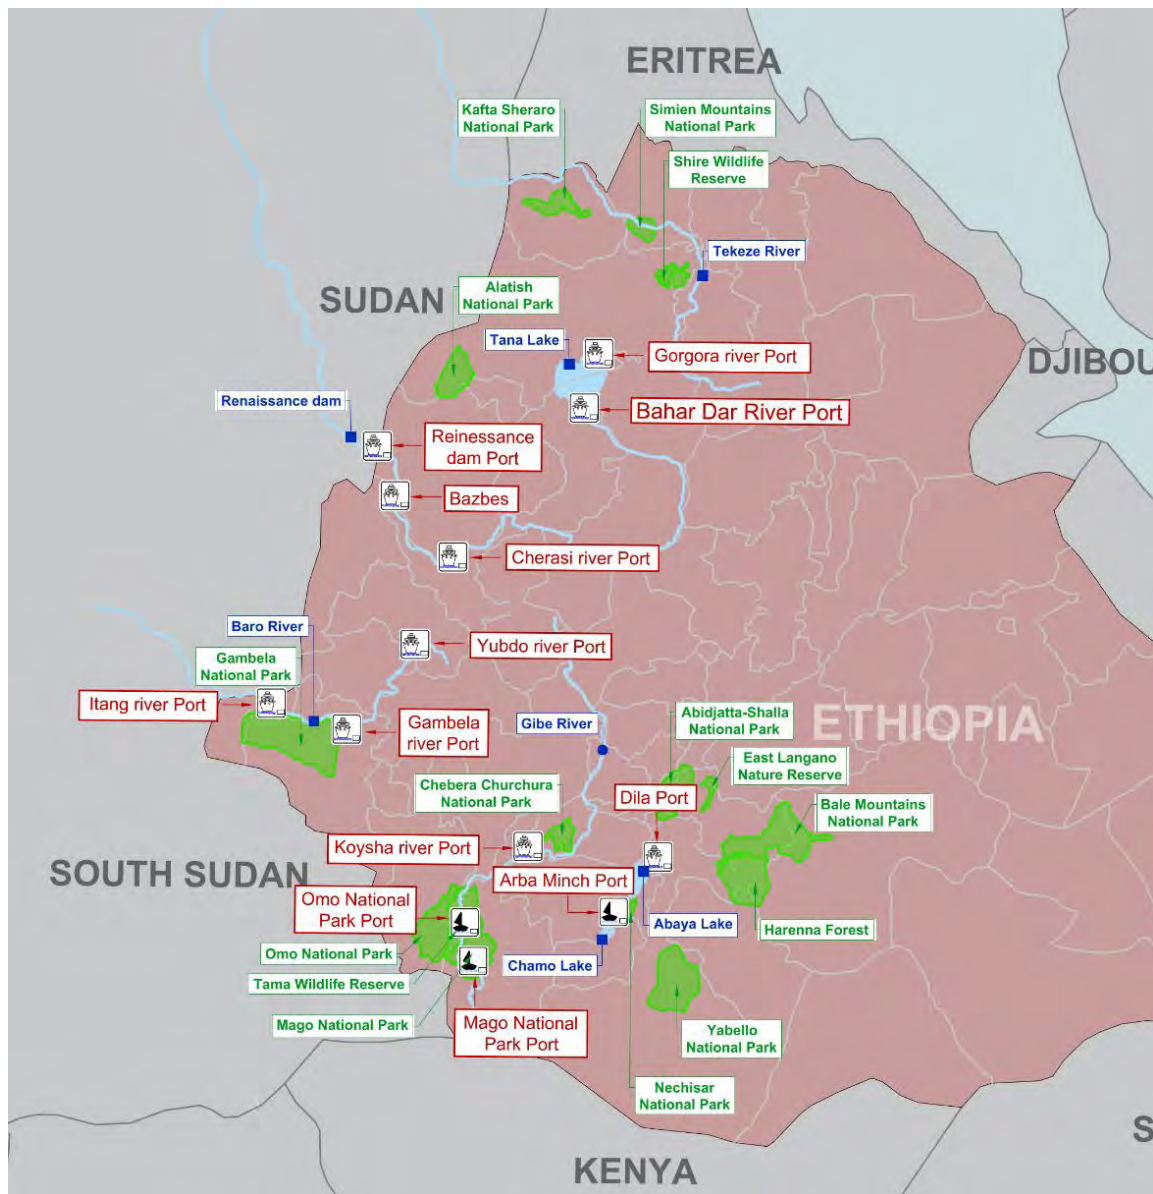 ERITREA
Kafta Sheraro
National Park
Simien Mountains
National Park
Shire Wildlife
Reserve
Tekeze River
SUDAN
Alatish
National Park
Tana Lake
Gorgora river Port
DJIBOU
Renaissance dam
Bahar Dar River Port
Reinessance
dam Port
Bazbes
Cherasi river Port
Baro River
Yubdo river Port
Gambela
National Park
Itang river Port
Gambela
river Port
Gibe River
Abidjatta-Shalla
National Park
ETHIOPIA
East Langano
Nature Reserve
Chebera Churchura
National Park
Dila Port
Bale Mountains
National Park
Koysha river Port
SOUTH SUDAN
Arba Minch Port
Omo National
Park Port
Abaya Lake
Harenna Forest
Omo National Park
Chamo Lake
Tama Wildlife Reserve
Mago National Park
Mago National
Park Port
Yabello
National Park
Nechisar
National Park
S
KENYA